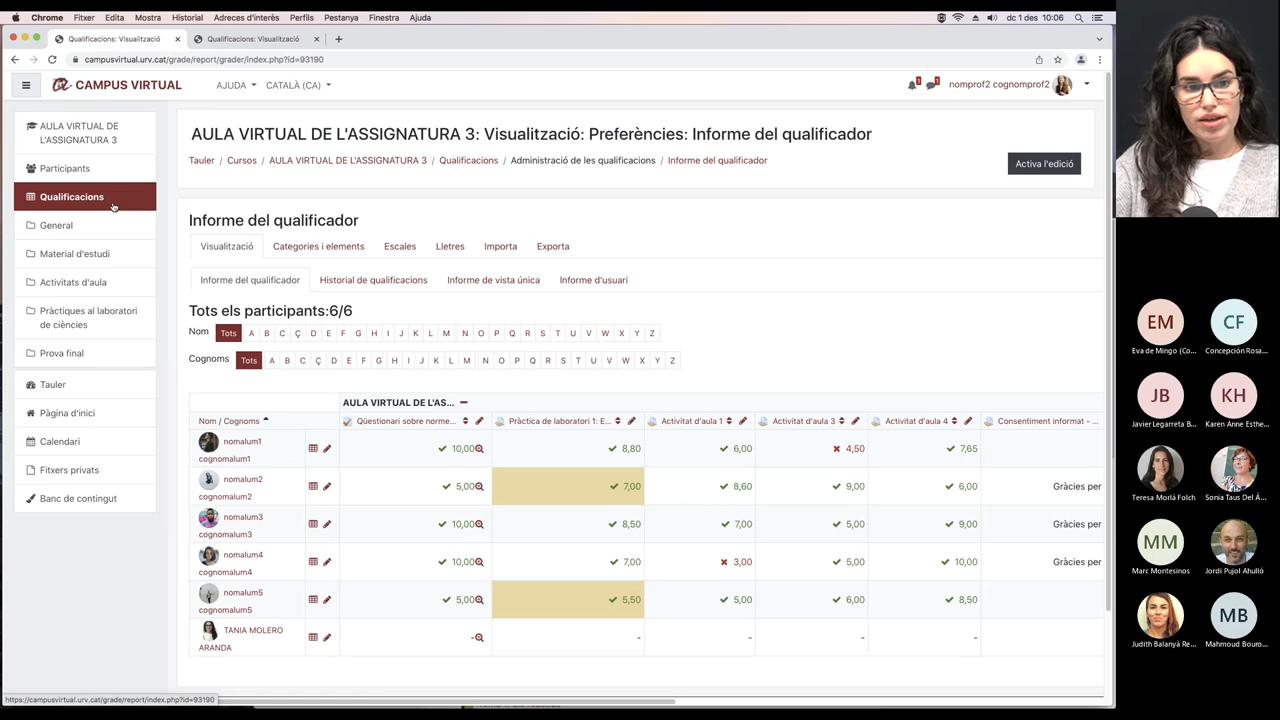 Chrome Fitxer Edita Mostra Historial Adreces d'interès Perfils Pestanya Finestra Ajuda
dc 1 des 10:06
Qualificacions: Visualització
Qualificacions: Visualització
campusvirtual.urv.cat/grade/report/grader/index.php?id=93190
CAMPUS VIRTUAL
AJUDA
CATALÀ (CA)
nomprof2 cognomprof2
AULA VIRTUAL DE L'ASSIGNATURA 3
Participants
Qualificacions
General
Material d'estudi
Activitats d'aula
Pràctiques al laboratori de ciències
Prova final
Tauler
Pàgina d'inici
Calendari
Fitxers privats
Banc de contingut
AULA VIRTUAL DE L'ASSIGNATURA 3: Visualització: Preferències: Informe del qualificador
Tauler / Cursos / AULA VIRTUAL DE L'ASSIGNATURA 3 / Qualificacions / Administració de les qualificacions / Informe del qualificador
Activa l'edició
Informe del qualificador
Visualització Categories i elements Escales Lletres Importa Exporta
Informe del qualificador Historial de qualificacions Informe de vista única Informe d'usuari
Tots els participants:6/6
Nom Tots A B C Ç D E F G H I J K L M N O P Q R S T U V W X Y Z
Cognoms Tots A B C Ç D E F G H I J K L M N O P Q R S T U V W X Y Z
AULA VIRTUAL DE L'AS...
Nom / Cognoms Qüestionari sobre norme... Pràctica de laboratori 1: E... Activitat d'aula 1 Activitat d'aula 3 Activitat d'aula 4 Consentiment informat - ...
nomalum1 cognomalum1 10,00 8,80 6,00 4,50 7,65
nomalum2 cognomalum2 5,00 7,00 8,60 9,00 6,00 Gràcies per
nomalum3 cognomalum3 10,00 8,50 7,00 5,00 9,00
nomalum4 cognomalum4 10,00 7,00 3,00 5,00 10,00 Gràcies per
nomalum5 cognomalum5 5,00 5,50 5,00 6,00 8,50
TANIA MOLERO ARANDA - - - - -
https://campusvirtual.urv.cat/grade/report/index.php?id=93190
EM
Eva de Mingo (Co...
CF
Concepción Rosa...
JB
Javier Legarreta B...
KH
Karen Anne Esthe...
Teresa Morlà Folch
Sonia Taus Del Á...
MM
Marc Montesinos
Jordi Pujol Ahulló
Judith Balanyà Re...
MB
Mahmoud Bouro...